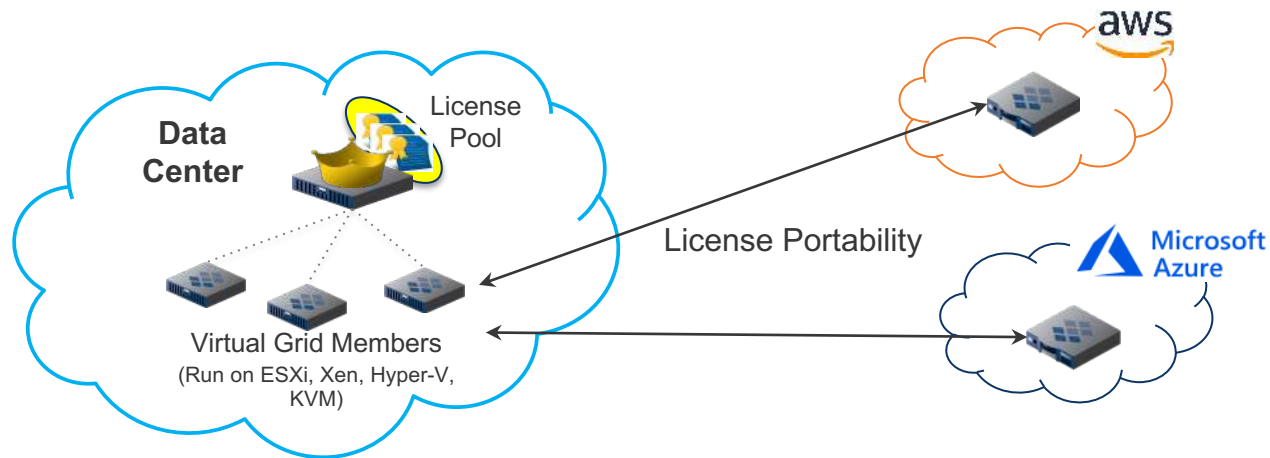 aws
License
Pool
Data
Center
License Portability
Microsoft
Azure
Virtual Grid Members
(Run on ESXi, Xen, Hyper-V,
KVM)